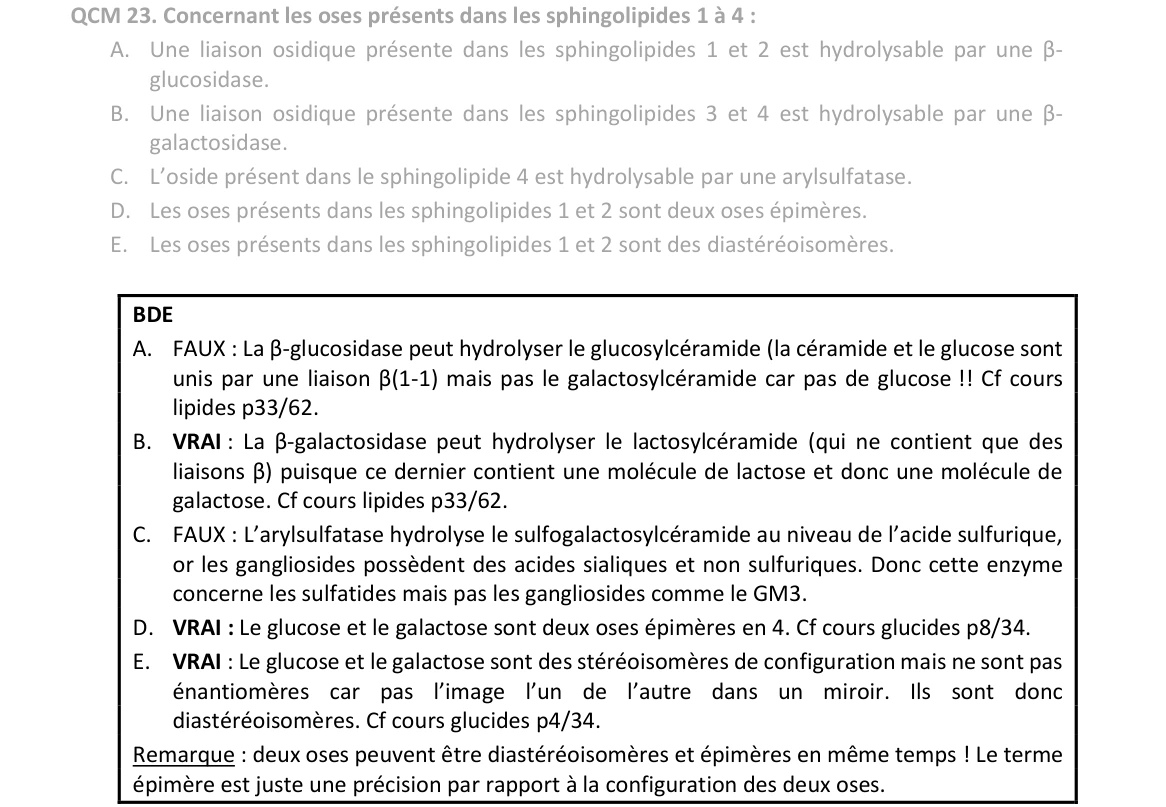 QCM 23. Concernant les oses présents dans les sphingolipides 1 à 4 :
A. Une liaison osidique présente dans les sphingolipides 1 et 2 est hydrolysable par une β-
glucosidase.
B. Une liaison osidique présente dans les sphingolipides 3 et 4 est hydrolysable par une β-
galactosidase.
C. L’oside présent dans le sphingolipide 4 est hydrolysable par une arylsulfatase.
D. Les oses présents dans les sphingolipides 1 et 2 sont deux oses épimères.
E. Les oses présents dans les sphingolipides 1 et 2 sont des diastéréoisomères.
BDE
A. FAUX : La β-glucosidase peut hydrolyser le glucosylcéramide (la céramide et le glucose sont
unis par une liaison β(1-1) mais pas le galactosylcéramide car pas de glucose !! Cf cours
lipides p33/62.
B. VRAI : La β-galactosidase peut hydrolyser le lactosylcéramide (qui ne contient que des
liaisons β) puisque ce dernier contient une molécule de lactose et donc une molécule de
galactose. Cf cours lipides p33/62.
C. FAUX : L’arylsulfatase hydrolyse le sulfogalactosylcéramide au niveau de l’acide sulfurique,
or les gangliosides possèdent des acides sialiques et non sulfuriques. Donc cette enzyme
concerne les sulfatides mais pas les gangliosides comme le GM3.
D. VRAI : Le glucose et le galactose sont deux oses épimères en 4. Cf cours glucides p8/34.
E. VRAI : Le glucose et le galactose sont des stéréoisomères de configuration mais ne sont pas
énantiomères car pas l’image l’un de l’autre dans un miroir. Ils sont donc
diastéréoisomères. Cf cours glucides p4/34.
Remarque : deux oses peuvent être diastéréoisomères et épimères en même temps ! Le terme
épimère est juste une précision par rapport à la configuration des deux oses.